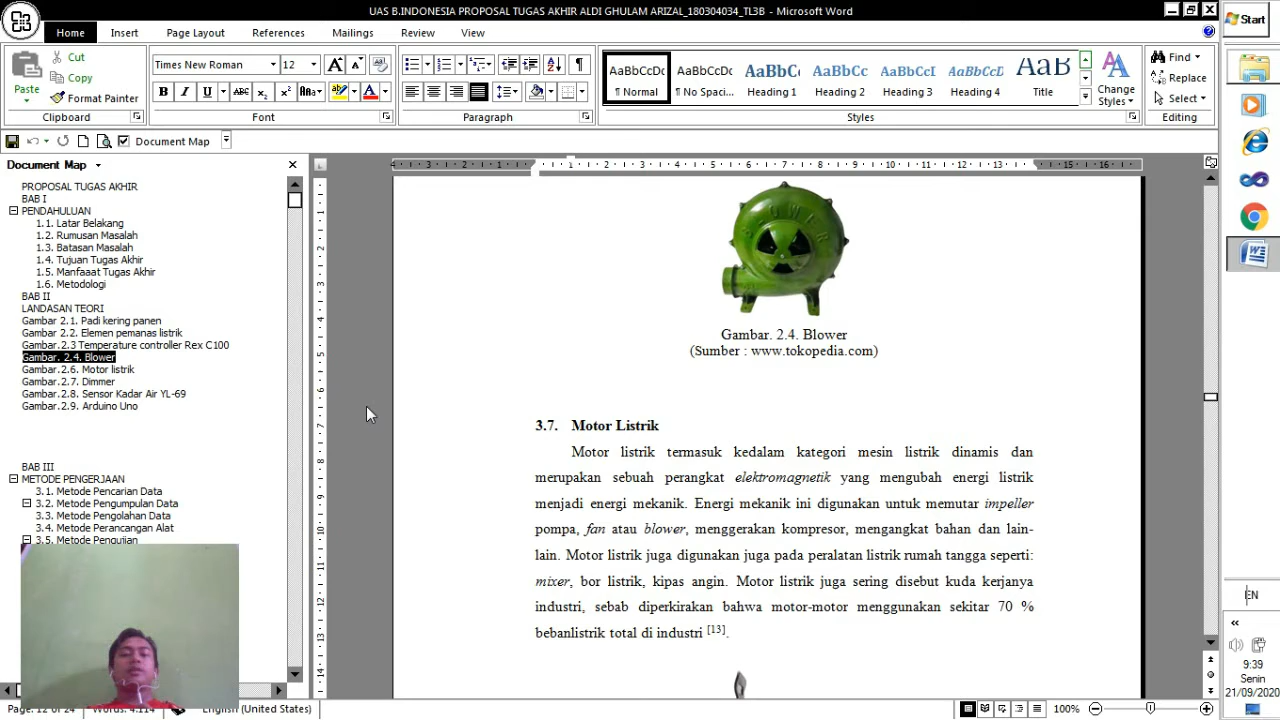 UAS B.INDONESIA PROPOSAL TUGAS AKHIR ALDI GHULAM ARIZAL_180304034_TL3B - Microsoft Word
Start
Home Insert Page Layout References Mailings Review View
Paste
Cut
Copy
Format Painter
Clipboard
Times New Roman 12
Font
Paragraph
AaBbCcDc AaBbCcDc AaBbC AaBbCc AaBbCcI AaBbCcI AaB
¶ Normal ¶ No Spaci... Heading 1 Heading 2 Heading 3 Heading 4 Title
Change Styles
Styles
Find
Replace
Select
Editing
Document Map
Document Map
PROPOSAL TUGAS AKHIR
BAB I
PENDAHULUAN
1.1. Latar Belakang
1.2. Rumusan Masalah
1.3. Batasan Masalah
1.4. Tujuan Tugas Akhir
1.5. Manfaaat Tugas Akhir
1.6. Metodologi
BAB II
LANDASAN TEORI
Gambar 2.1. Padi kering panen
Gambar 2.2. Elemen pemanas listrik
Gambar.2.3 Temperature controller Rex C100
Gambar. 2.4. Blower
Gambar.2.6. Motor listrik
Gambar.2.7. Dimmer
Gambar.2.8. Sensor Kadar Air YL-69
Gambar.2.9. Arduino Uno
BAB III
METODE PENGERJAAN
3.1. Metode Pencarian Data
3.2. Metode Pengumpulan Data
3.3. Metode Pengolahan Data
3.4. Metode Perancangan Alat
3.5. Metode Pengujian
Gambar. 2.4. Blower
(Sumber : www.tokopedia.com)
3.7. Motor Listrik
Motor listrik termasuk kedalam kategori mesin listrik dinamis dan
merupakan sebuah perangkat elektromagnetik yang mengubah energi listrik
menjadi energi mekanik. Energi mekanik ini digunakan untuk memutar impeller
pompa, fan atau blower, menggerakan kompresor, mengangkat bahan dan lain-
lain. Motor listrik juga digunakan juga pada peralatan listrik rumah tangga seperti:
mixer, bor listrik, kipas angin. Motor listrik juga sering disebut kuda kerjanya
industri, sebab diperkirakan bahwa motor-motor menggunakan sekitar 70 %
bebanlistrik total di industri [13].
Page: 12 of 24 Words: 4.114 English (United States)
100%
EN
9:39
Senin
21/09/2020